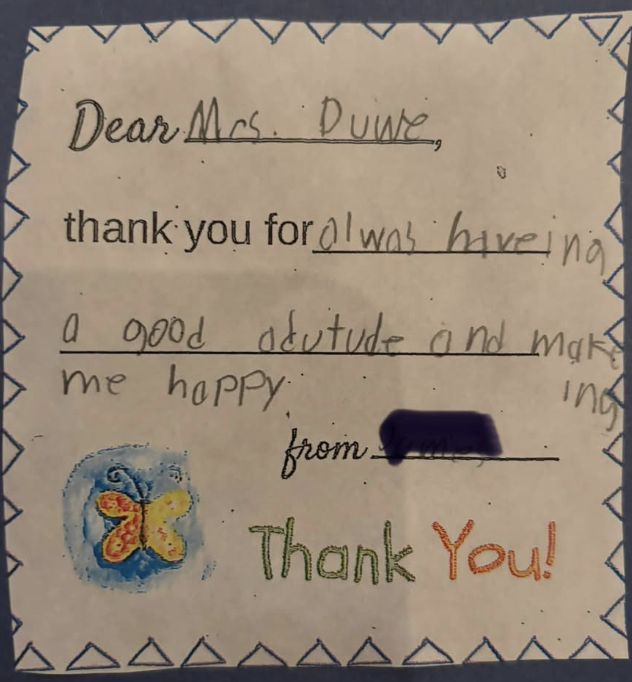 Dear Mrs. Duwe,
thank you for alwas haveing
a good adutude and make
me happy. ing
from
Thank You!